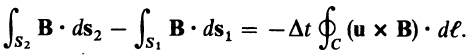 ∫_{S₂} **B** · d**s**₂ − ∫_{S₁} **B** · d**s**₁ = −Δt ∮_C (**u** × **B**) · dℓ.